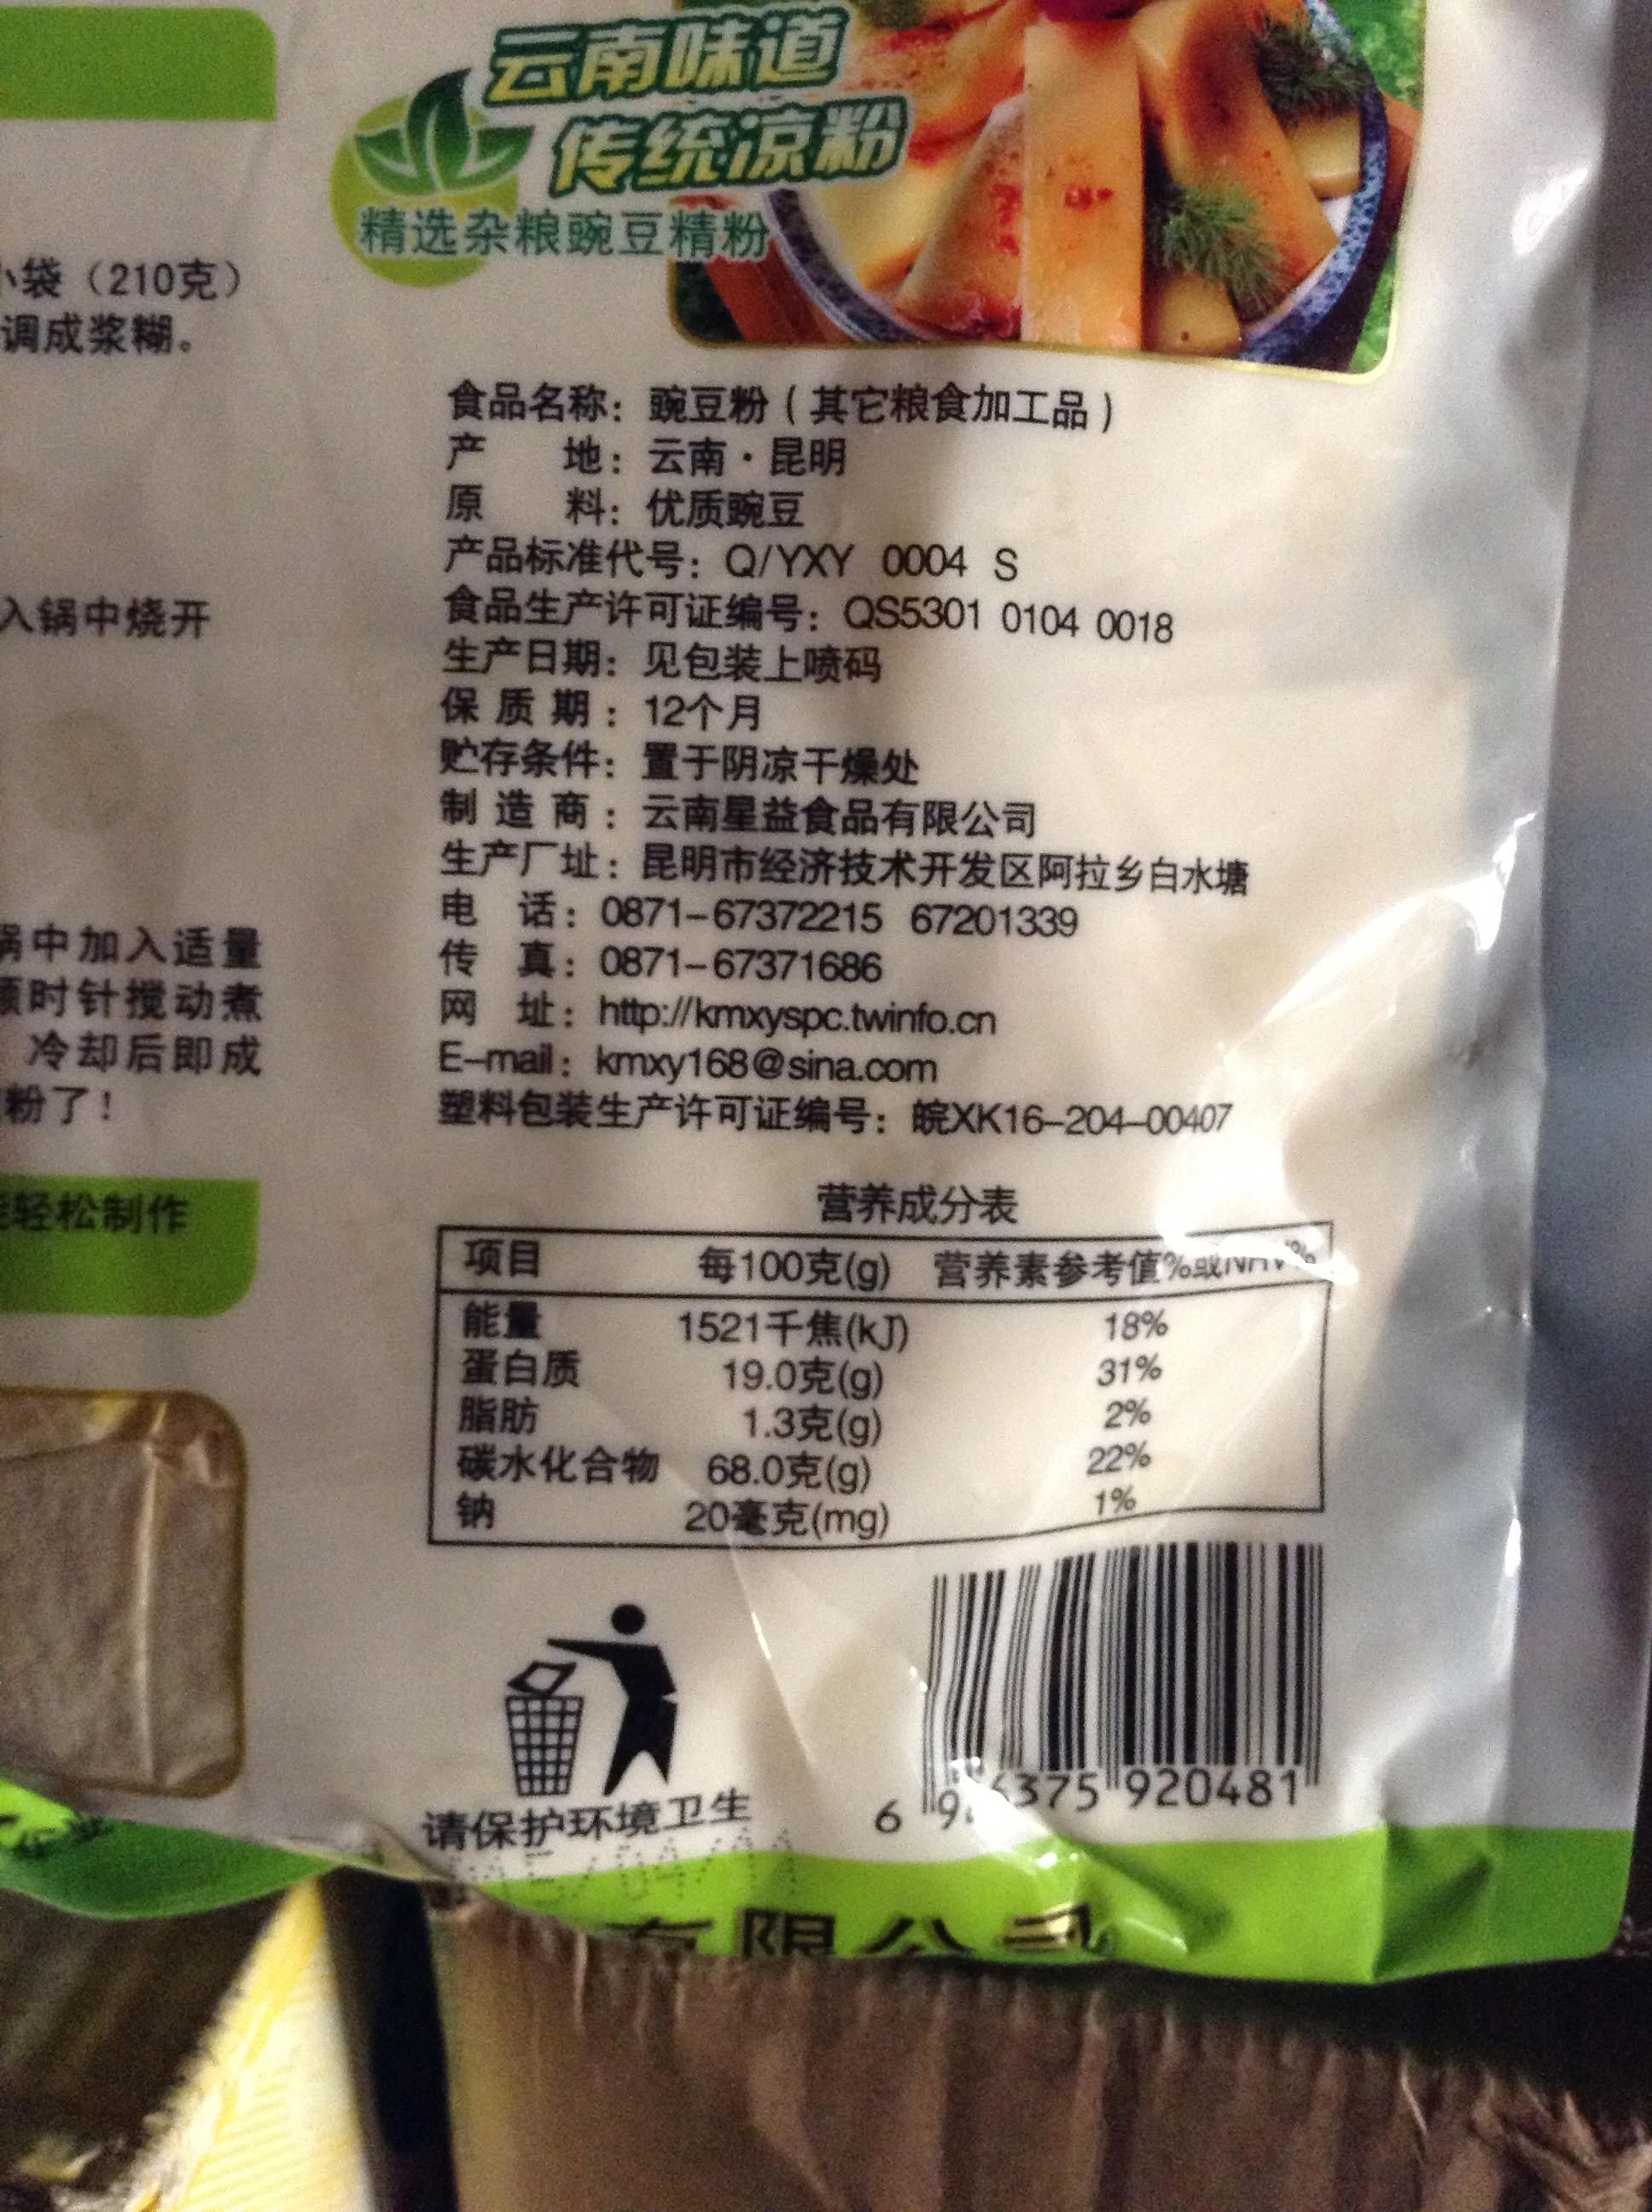 云南味道
传统凉粉
精选杂粮豌豆精粉
小袋（210克）
调成浆糊。
入锅中烧开
锅中加入适量
顺时针搅动煮
冷却后即成
粉了！
轻松制作
食品名称：豌豆粉（其它粮食加工品）
产 地：云南·昆明
原 料：优质豌豆
产品标准代号：Q/YXY 0004 S
食品生产许可证编号：QS5301 0104 0018
生产日期：见包装上喷码
保质期：12个月
贮存条件：置于阴凉干燥处
制造商：云南星益食品有限公司
生产厂址：昆明市经济技术开发区阿拉乡白水塘
电 话：0871-67372215 67201339
传 真：0871-67371686
网 址：http://kmxyspc.twinfo.cn
E-mail：kmxy168@sina.com
塑料包装生产许可证编号：皖XK16-204-00407
营养成分表
项目 每100克(g) 营养素参考值%或NRV%
能量 1521千焦(kJ) 18%
蛋白质 19.0克(g) 31%
脂肪 1.3克(g) 2%
碳水化合物 68.0克(g) 22%
钠 20毫克(mg) 1%
请保护环境卫生
920481
有限公司